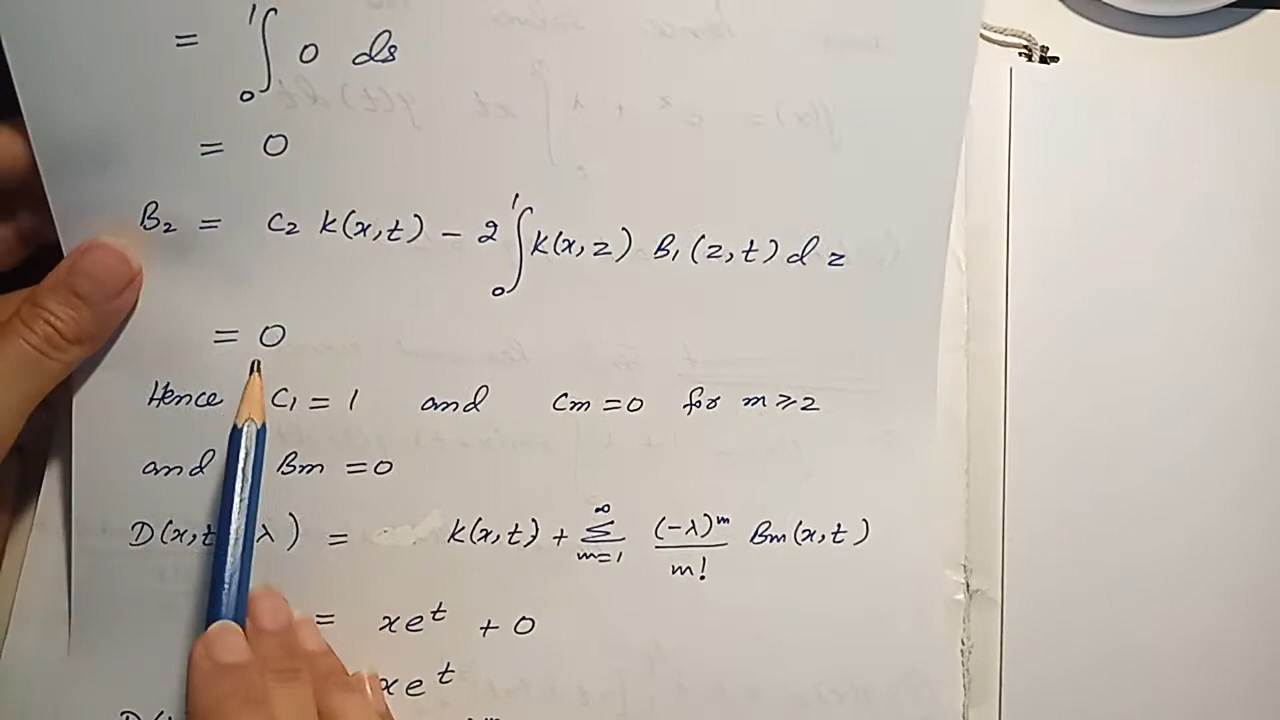 = ∫₀¹ 0 ds
= 0
B₂ = C₂ K(x,t) − 2 ∫₀¹ K(x,z) B₁(z,t) dz
= 0
Hence C₁ = 1 and Cm = 0 for m ≥ 2
and Bm = 0
D(x,t λ) = K(x,t) + ∑_{m=1}^{∞} (-λ)^m / m! Bm(x,t)
= xe^t + 0
xe^t